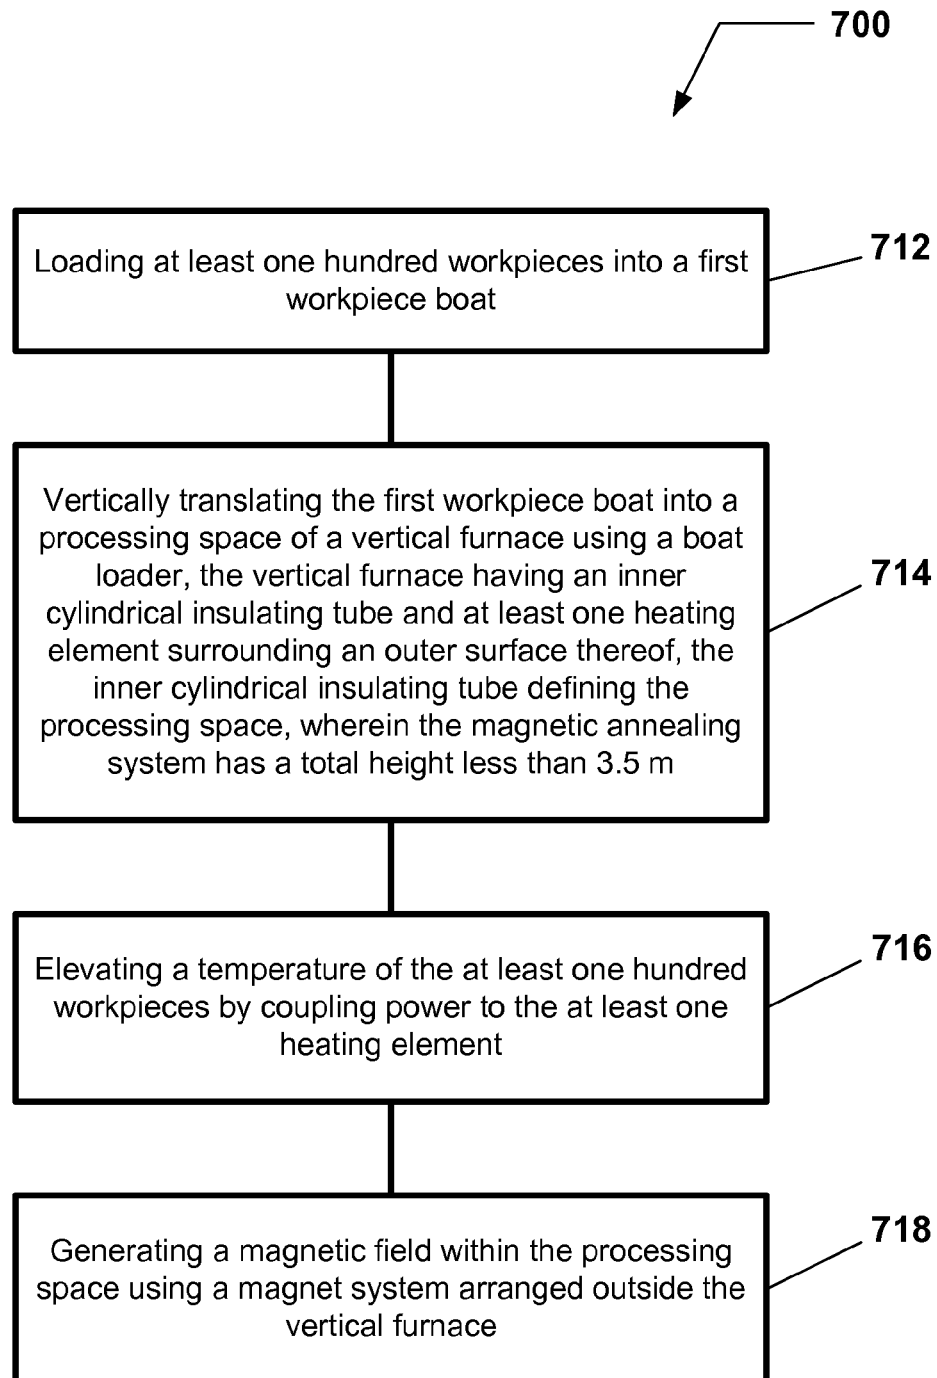 700
Loading at least one hundred workpieces into a first
workpiece boat
712
Vertically translating the first workpiece boat into a
processing space of a vertical furnace using a boat
loader, the vertical furnace having an inner
cylindrical insulating tube and at least one heating
element surrounding an outer surface thereof, the
inner cylindrical insulating tube defining the
processing space, wherein the magnetic annealing
system has a total height less than 3.5 m
714
Elevating a temperature of the at least one hundred
workpieces by coupling power to the at least one
heating element
716
Generating a magnetic field within the processing
space using a magnet system arranged outside the
vertical furnace
718